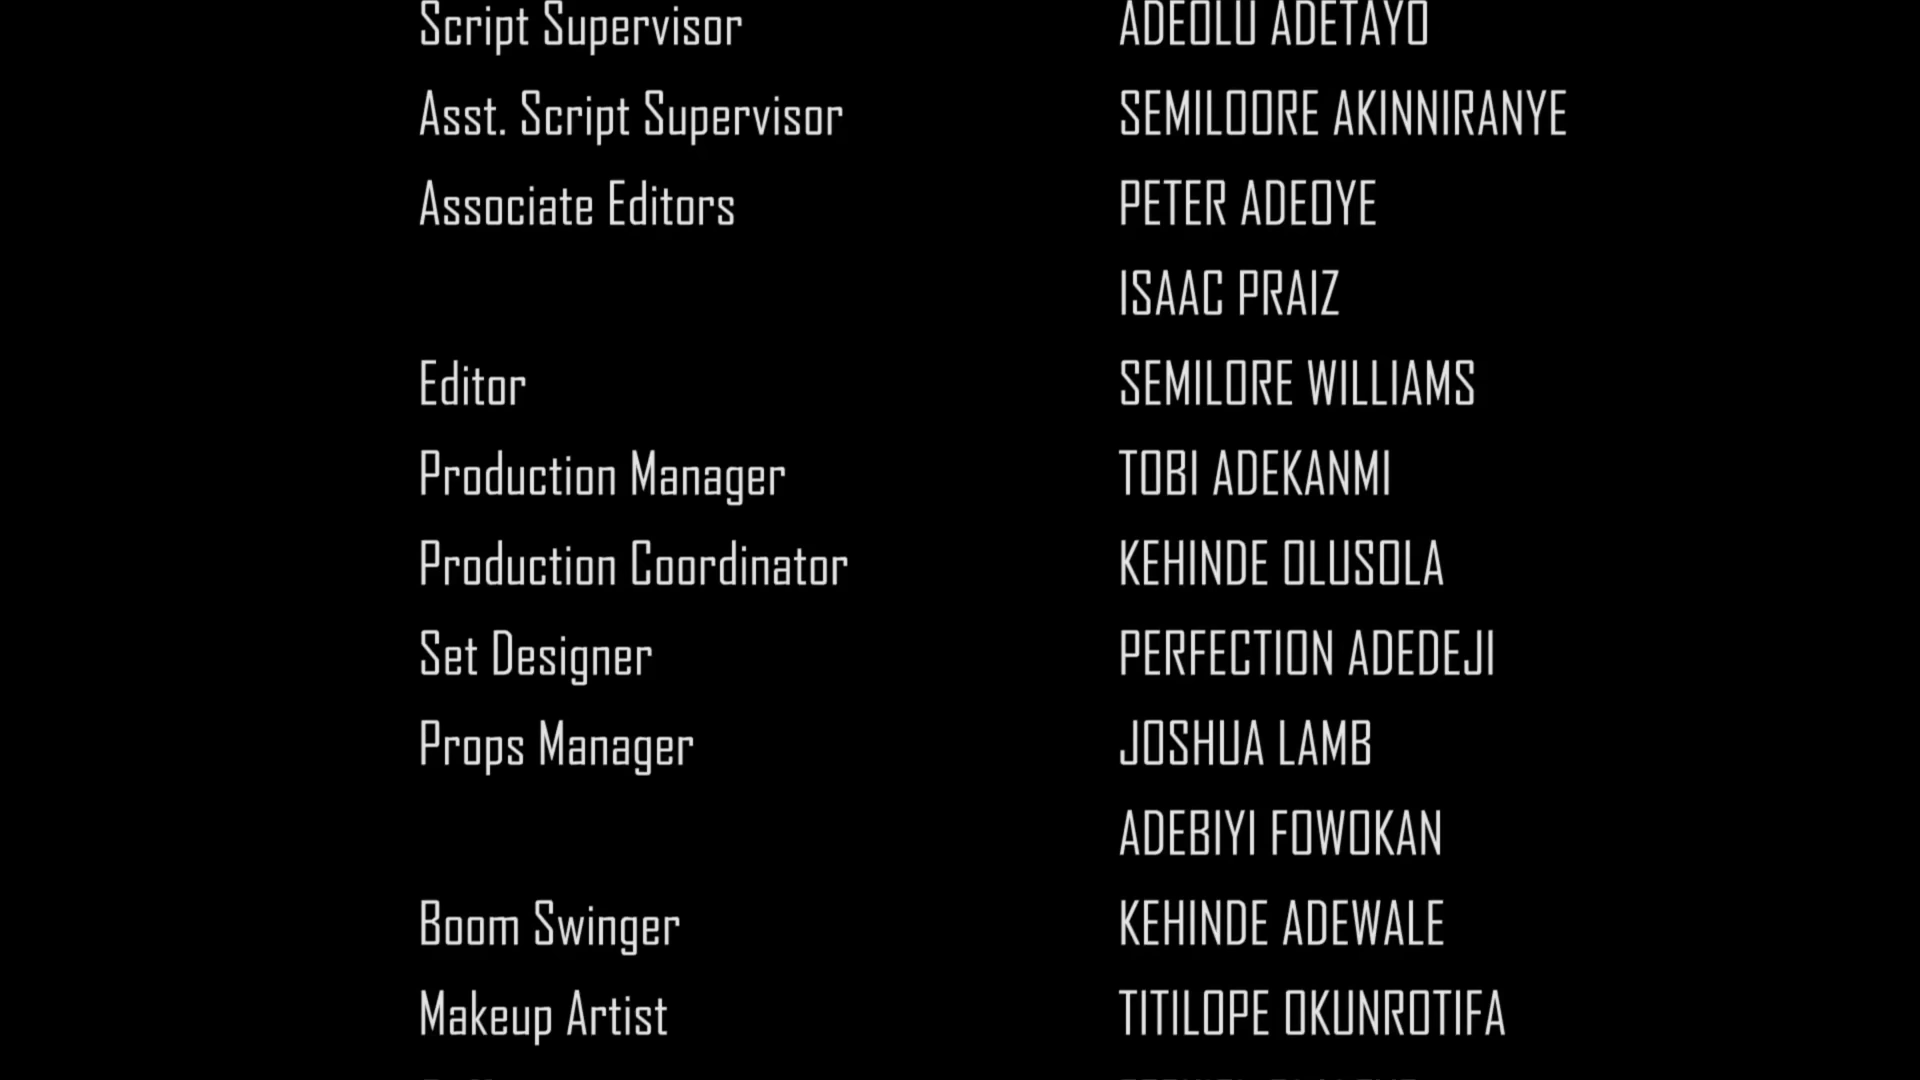 Script Supervisor ADEOLU ADETAYO
Asst. Script Supervisor SEMILOORE AKINNIRANYE
Associate Editors PETER ADEOYE
ISAAC PRAIZ
Editor SEMILORE WILLIAMS
Production Manager TOBI ADEKANMI
Production Coordinator KEHINDE OLUSOLA
Set Designer PERFECTION ADEDEJI
Props Manager JOSHUA LAMB
ADEBIYI FOWOKAN
Boom Swinger KEHINDE ADEWALE
Makeup Artist TITILOPE OKUNROTIFA